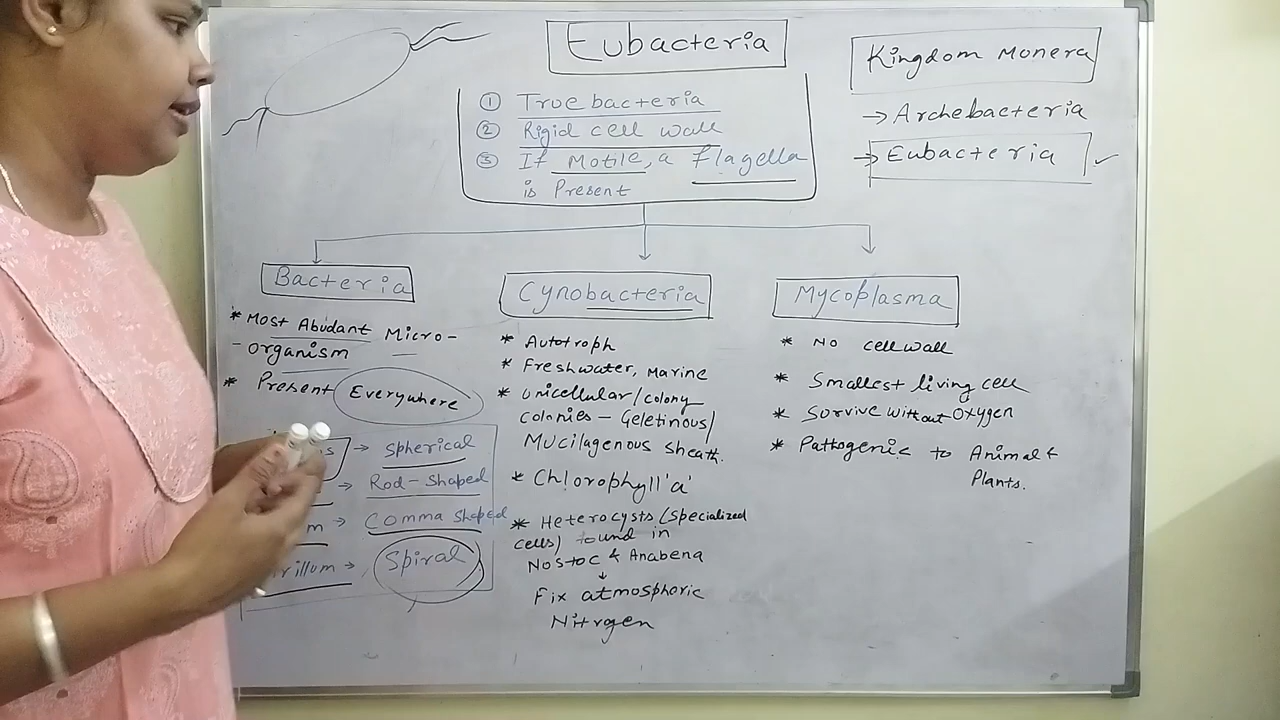 Eubacteria
① True bacteria
② Rigid cell wall
③ If Motile, a flagella
is Present
Kingdom Monera
→ Archebacteria
→ Eubacteria ✓
Bacteria
* Most Abudant Micro-
-organism
* Present Everywhere
→ Spherical
→ Rod-Shaped
→ Comma Shaped
→ Spiral
Cynobacteria
* Autotroph
* Freshwater, Marine
* Unicellular/colony
colonies - Geletinous/
Mucilagenous sheath.
* Chlorophyll 'a'
* Heterocysts (specialized
cells) found in
Nostoc & Anabena
↓
Fix atmospheric
Nitrogen
Mycoplasma
* No cellwall
* Smallest living cell
* Survive without Oxygen
* Pathogenic to Animal &
Plants.